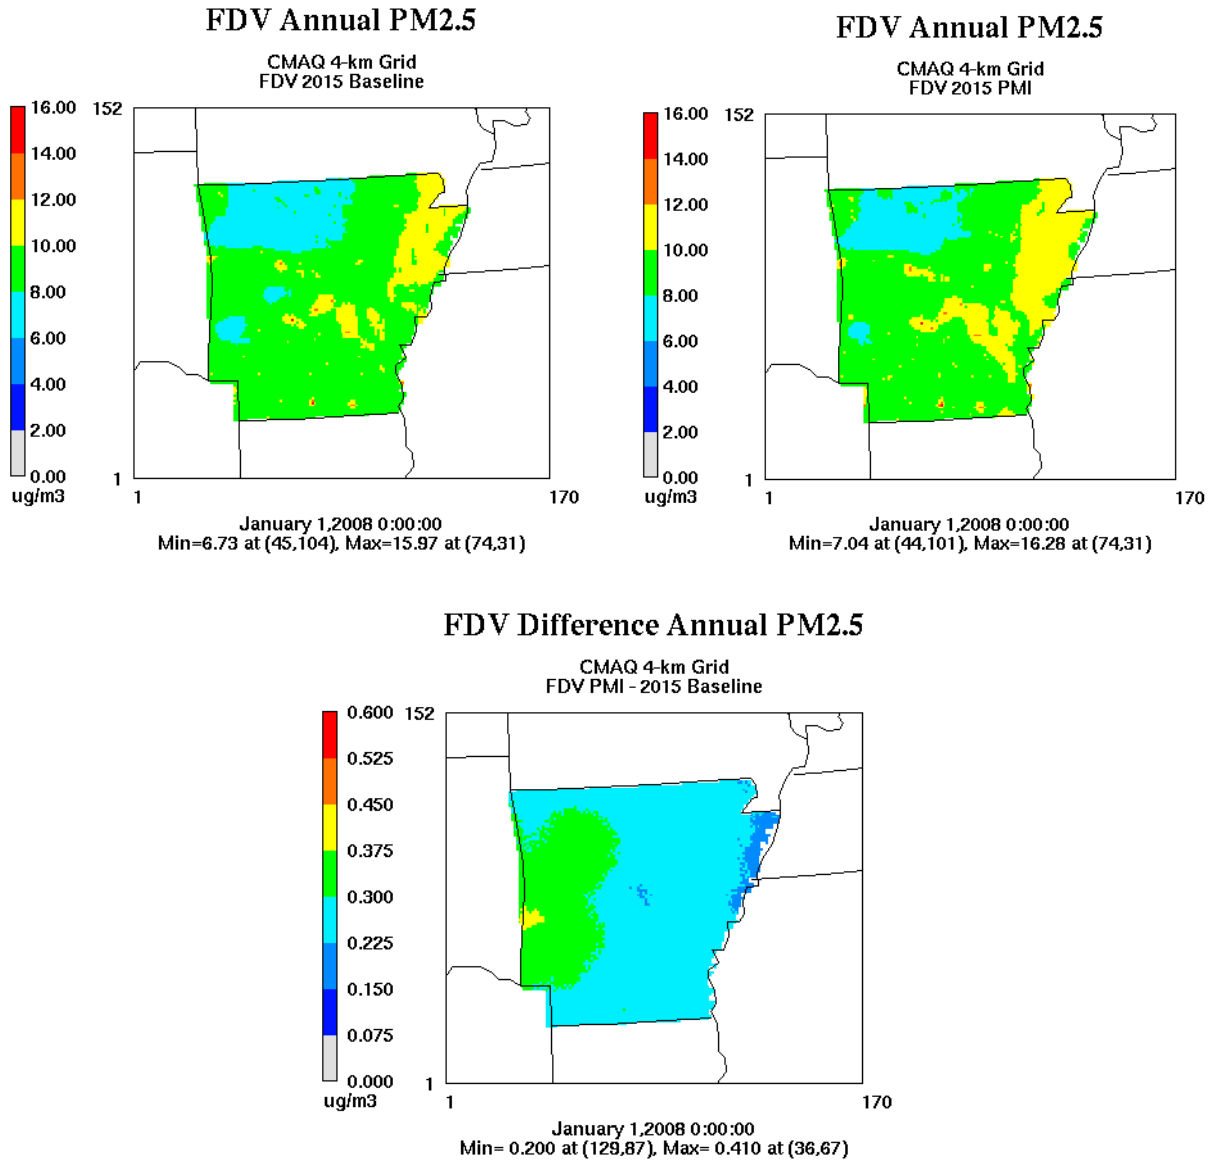 FDV Annual PM2.5
CMAQ 4-km Grid
FDV 2015 Baseline
16.00
14.00
12.00
10.00
8.00
6.00
4.00
2.00
0.00
ug/m3
152
1
1
170
January 1,2008 0:00:00
Min=6.73 at (45,104), Max=15.97 at (74,31)
FDV Annual PM2.5
CMAQ 4-km Grid
FDV 2015 PMI
16.00
14.00
12.00
10.00
8.00
6.00
4.00
2.00
0.00
ug/m3
152
1
1
170
January 1,2008 0:00:00
Min=7.04 at (44,101), Max=16.28 at (74,31)
FDV Difference Annual PM2.5
CMAQ 4-km Grid
FDV PMI - 2015 Baseline
0.600
0.525
0.450
0.375
0.300
0.225
0.150
0.075
0.000
ug/m3
152
1
1
170
January 1,2008 0:00:00
Min= 0.200 at (129,87), Max= 0.410 at (36,67)